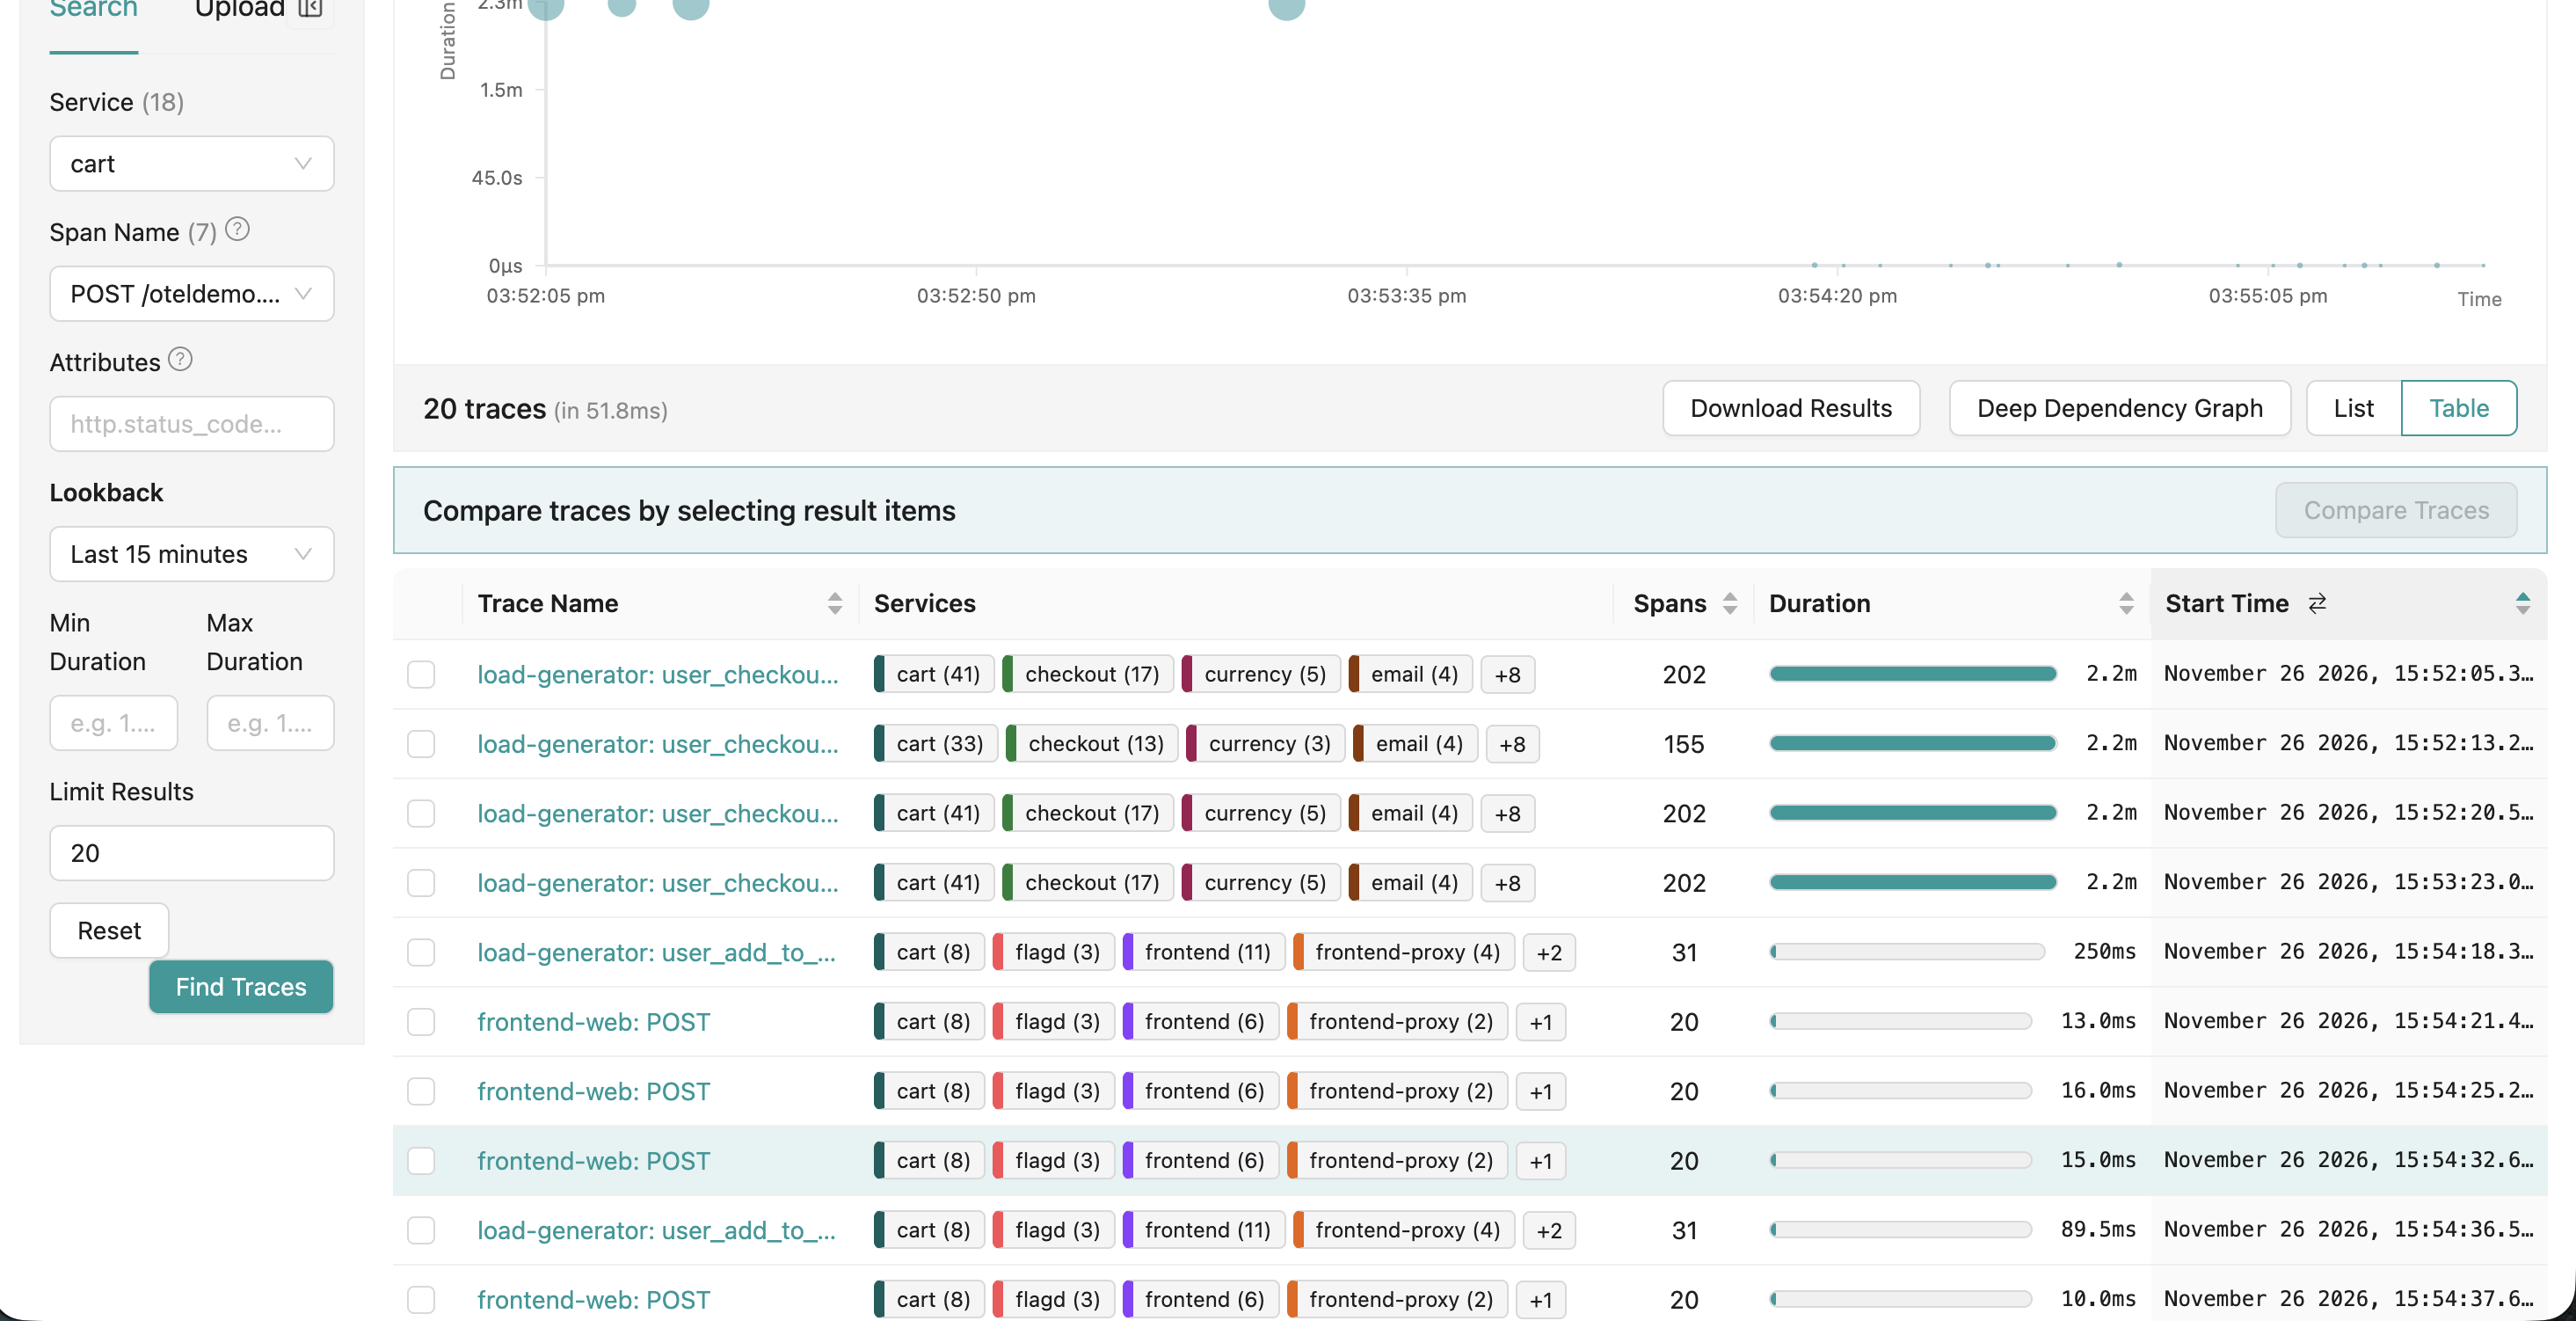 Search Upload
Service (18)
cart
Span Name (7) ?
POST /oteldemo....
Attributes ?
http.status_code...
Lookback
Last 15 minutes
Min Duration
Max Duration
e.g. 1.... e.g. 1....
Limit Results
20
Reset
Find Traces
Duration
2.3m
1.5m
45.0s
0μs
03:52:05 pm 03:52:50 pm 03:53:35 pm 03:54:20 pm 03:55:05 pm Time
20 traces (in 51.8ms) Download Results Deep Dependency Graph List Table
Compare traces by selecting result items Compare Traces
Trace Name Services Spans Duration Start Time
load-generator: user_checkou... cart (41) checkout (17) currency (5) email (4) +8 202 2.2m November 26 2026, 15:52:05.3…
load-generator: user_checkou... cart (33) checkout (13) currency (3) email (4) +8 155 2.2m November 26 2026, 15:52:13.2…
load-generator: user_checkou... cart (41) checkout (17) currency (5) email (4) +8 202 2.2m November 26 2026, 15:52:20.5…
load-generator: user_checkou... cart (41) checkout (17) currency (5) email (4) +8 202 2.2m November 26 2026, 15:53:23.0…
load-generator: user_add_to_... cart (8) flagd (3) frontend (11) frontend-proxy (4) +2 31 250ms November 26 2026, 15:54:18.3…
frontend-web: POST cart (8) flagd (3) frontend (6) frontend-proxy (2) +1 20 13.0ms November 26 2026, 15:54:21.4…
frontend-web: POST cart (8) flagd (3) frontend (6) frontend-proxy (2) +1 20 16.0ms November 26 2026, 15:54:25.2…
frontend-web: POST cart (8) flagd (3) frontend (6) frontend-proxy (2) +1 20 15.0ms November 26 2026, 15:54:32.6…
load-generator: user_add_to_... cart (8) flagd (3) frontend (11) frontend-proxy (4) +2 31 89.5ms November 26 2026, 15:54:36.5…
frontend-web: POST cart (8) flagd (3) frontend (6) frontend-proxy (2) +1 20 10.0ms November 26 2026, 15:54:37.6…